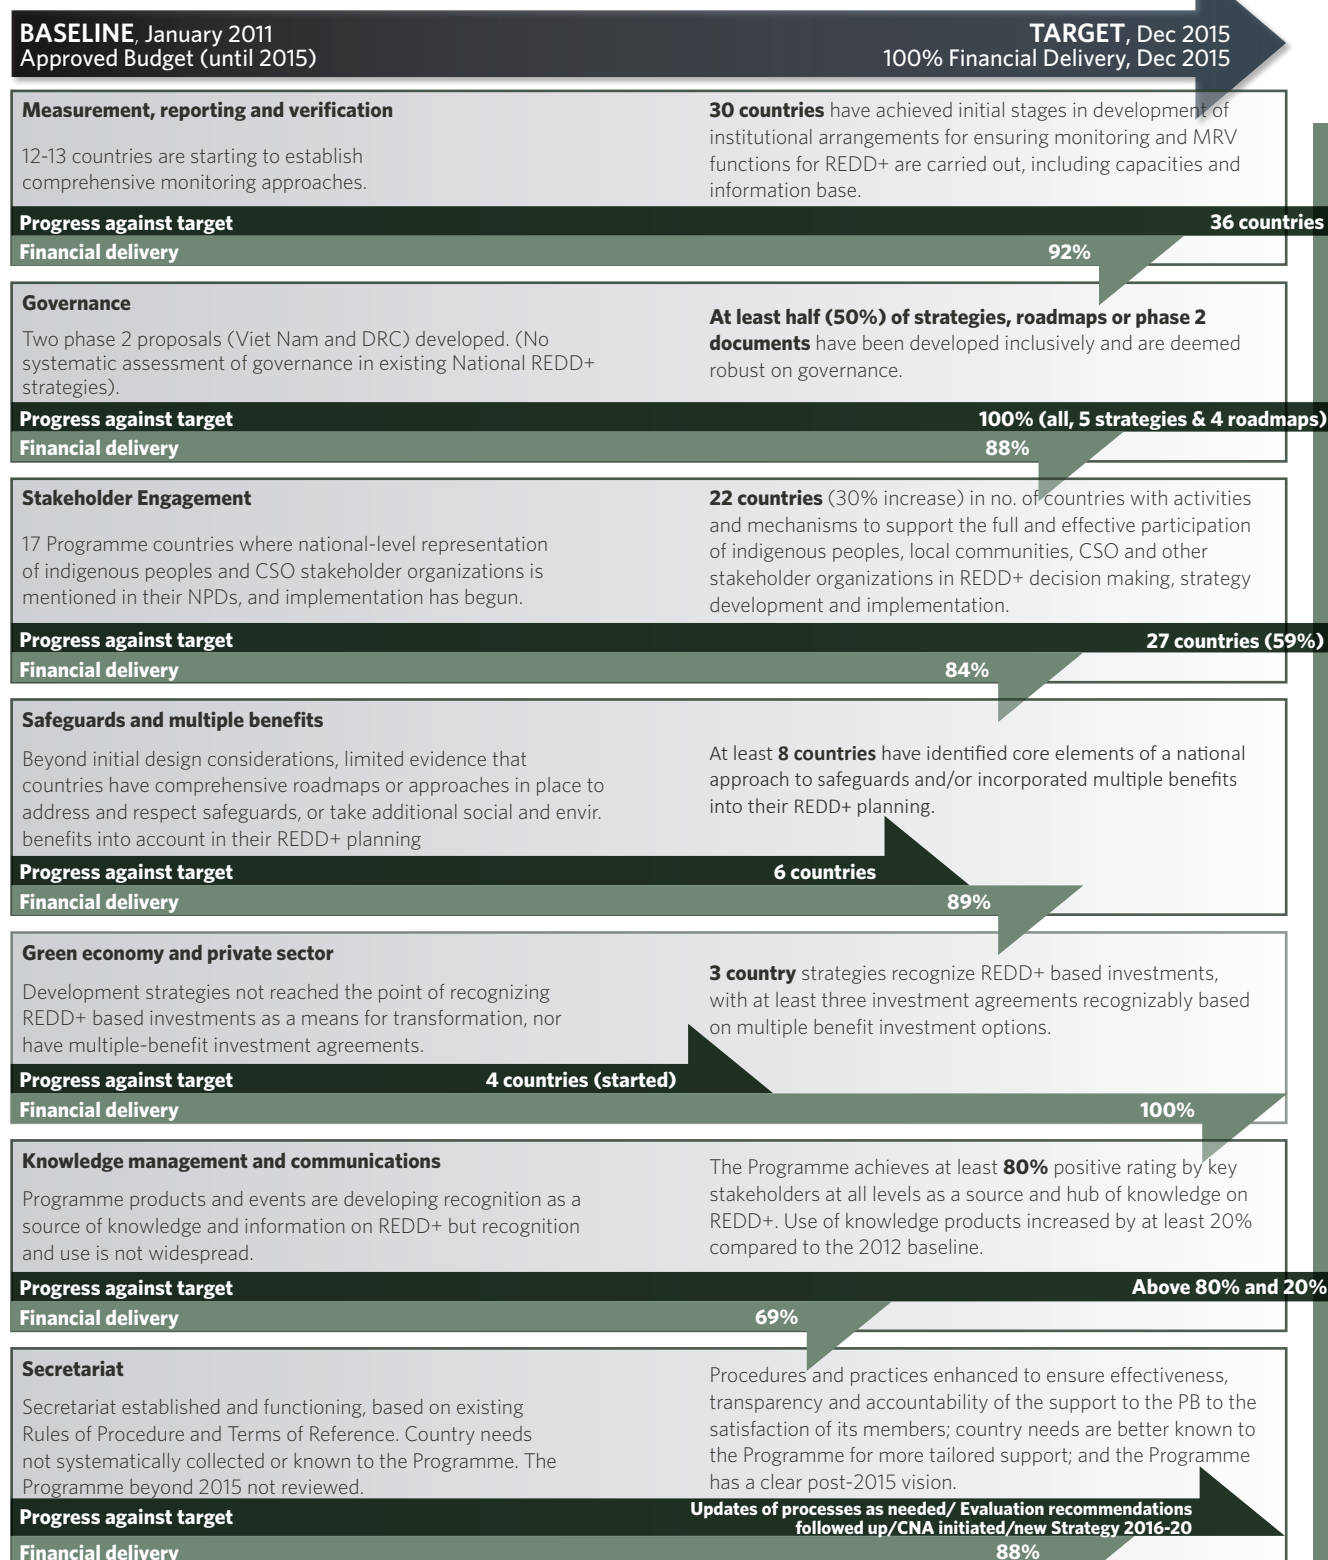 BASELINE, January 2011
Approved Budget (until 2015)
TARGET, Dec 2015
100% Financial Delivery, Dec 2015
Measurement, reporting and verification
12-13 countries are starting to establish
comprehensive monitoring approaches.
30 countries have achieved initial stages in development of
institutional arrangements for ensuring monitoring and MRV
functions for REDD+ are carried out, including capacities and
information base.
Progress against target
36 countries
Financial delivery
92%
Governance
Two phase 2 proposals (Viet Nam and DRC) developed. (No
systematic assessment of governance in existing National REDD+
strategies).
At least half (50%) of strategies, roadmaps or phase 2
documents have been developed inclusively and are deemed
robust on governance.
Progress against target
100% (all, 5 strategies & 4 roadmaps)
Financial delivery
88%
Stakeholder Engagement
17 Programme countries where national-level representation
of indigenous peoples and CSO stakeholder organizations is
mentioned in their NPDs, and implementation has begun.
22 countries (30% increase) in no. of countries with activities
and mechanisms to support the full and effective participation
of indigenous peoples, local communities, CSO and other
stakeholder organizations in REDD+ decision making, strategy
development and implementation.
Progress against target
27 countries (59%)
Financial delivery
84%
Safeguards and multiple benefits
Beyond initial design considerations, limited evidence that
countries have comprehensive roadmaps or approaches in place to
address and respect safeguards, or take additional social and envir.
benefits into account in their REDD+ planning
At least 8 countries have identified core elements of a national
approach to safeguards and/or incorporated multiple benefits
into their REDD+ planning.
Progress against target
6 countries
Financial delivery
89%
Green economy and private sector
Development strategies not reached the point of recognizing
REDD+ based investments as a means for transformation, nor
have multiple-benefit investment agreements.
3 country strategies recognize REDD+ based investments,
with at least three investment agreements recognizably based
on multiple benefit investment options.
Progress against target
4 countries (started)
Financial delivery
100%
Knowledge management and communications
Programme products and events are developing recognition as a
source of knowledge and information on REDD+ but recognition
and use is not widespread.
The Programme achieves at least 80% positive rating by key
stakeholders at all levels as a source and hub of knowledge on
REDD+. Use of knowledge products increased by at least 20%
compared to the 2012 baseline.
Progress against target
Above 80% and 20%
Financial delivery
69%
Secretariat
Secretariat established and functioning, based on existing
Rules of Procedure and Terms of Reference. Country needs
not systematically collected or known to the Programme. The
Programme beyond 2015 not reviewed.
Procedures and practices enhanced to ensure effectiveness,
transparency and accountability of the support to the PB to the
satisfaction of its members; country needs are better known to
the Programme for more tailored support; and the Programme
has a clear post-2015 vision.
Progress against target
Updates of processes as needed/ Evaluation recommendations
followed up/CNA initiated/new Strategy 2016-20
Financial delivery
88%